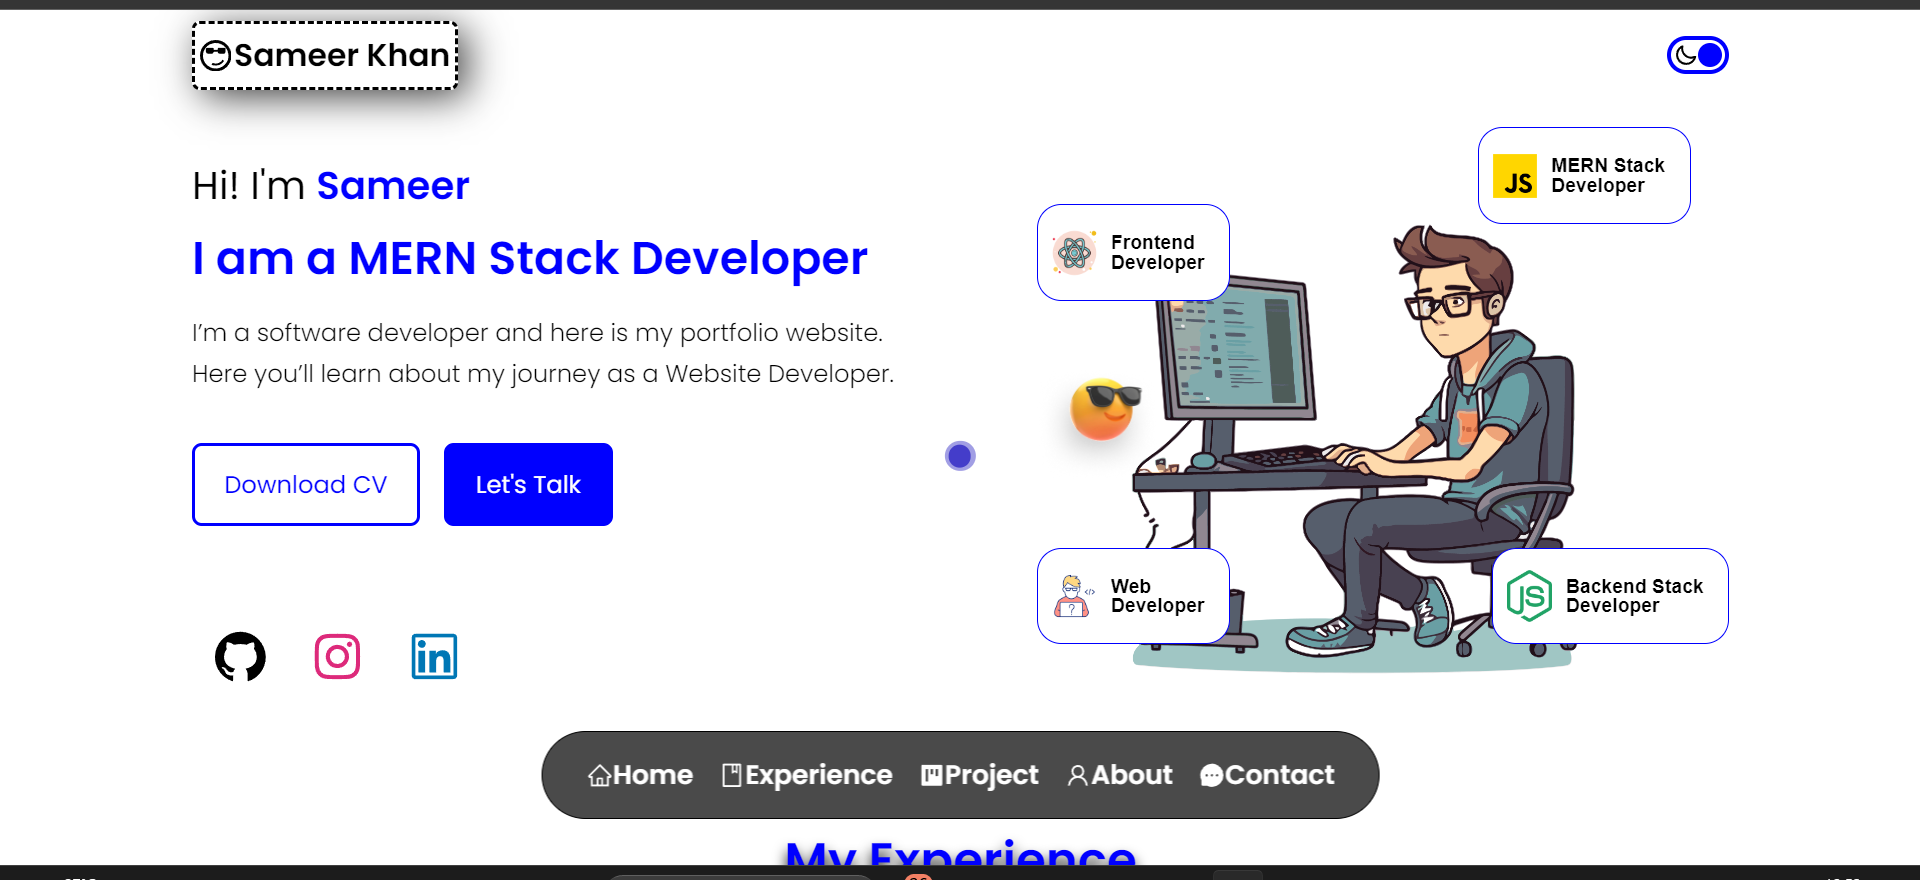 Sameer Khan
Hi! I'm Sameer
I am a MERN Stack Developer
I’m a software developer and here is my portfolio website.
Here you’ll learn about my journey as a Website Developer.
Download CV
Let's Talk
JS
MERN Stack
Developer
Frontend
Developer
Web
Developer
JS
Backend Stack
Developer
Home
Experience
Project
About
Contact
My Experience